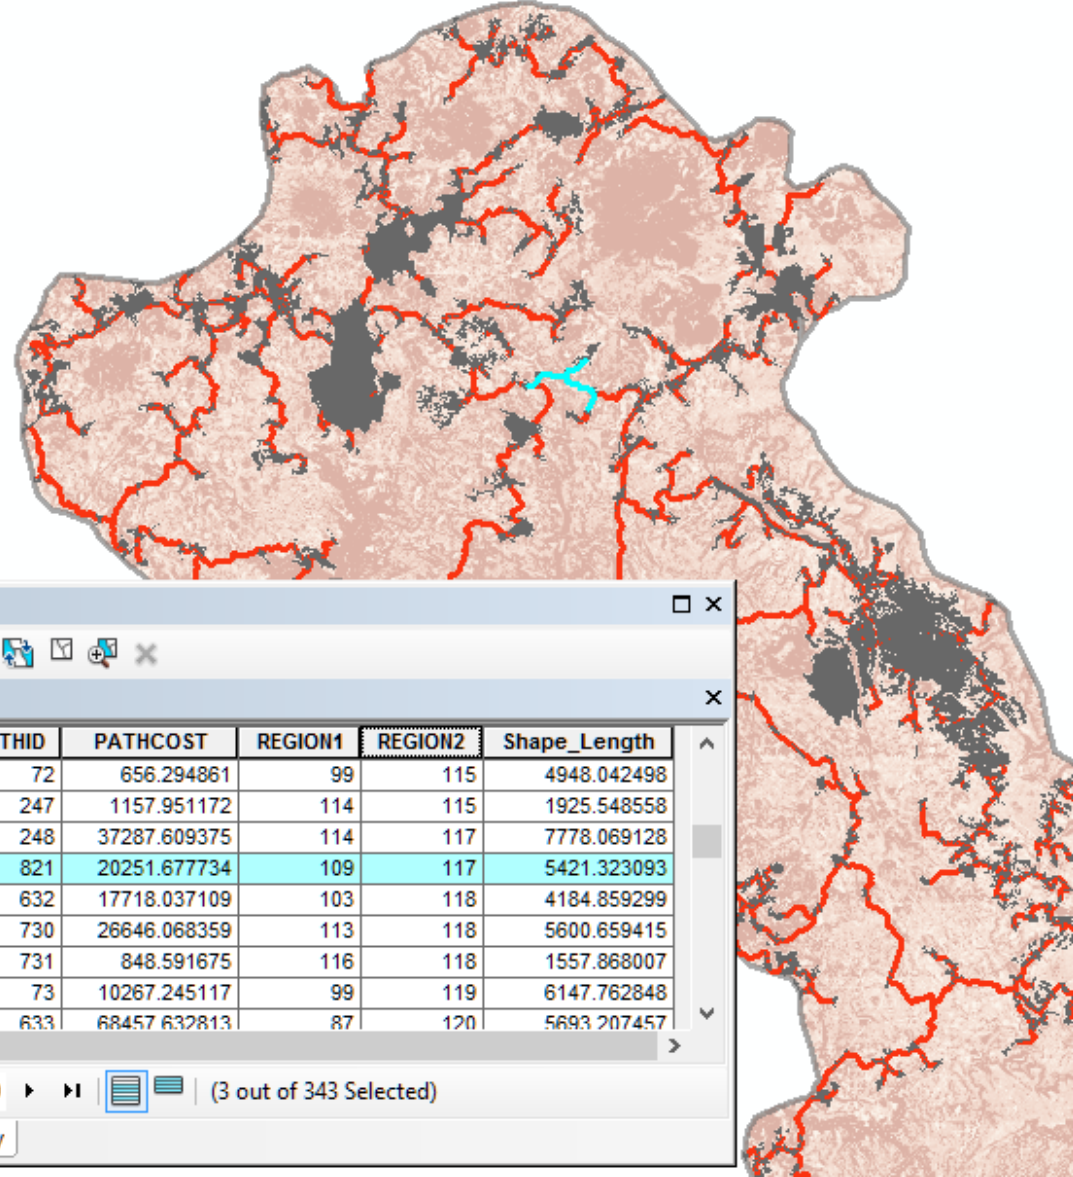 THID PATHCOST REGION1 REGION2 Shape_Length
72 656.294861 99 115 4948.042498
247 1157.951172 114 115 1925.548558
248 37287.609375 114 117 7778.069128
821 20251.677734 109 117 5421.323093
632 17718.037109 103 118 4184.859299
730 26646.068359 113 118 5600.659415
731 848.591675 116 118 1557.868007
73 10267.245117 99 119 6147.762848
633 68457.632813 87 120 5693.207457
(3 out of 343 Selected)